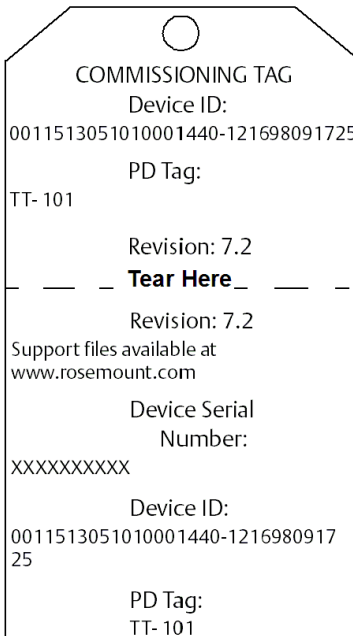 COMMISSIONING TAG
Device ID:
0011513051010001440-121698091725
PD Tag:
TT- 101
Revision: 7.2
Tear Here
Revision: 7.2
Support files available at
www.rosemount.com
Device Serial
Number:
XXXXXXXXXX
Device ID:
0011513051010001440-1216980917
25
PD Tag:
TT- 101